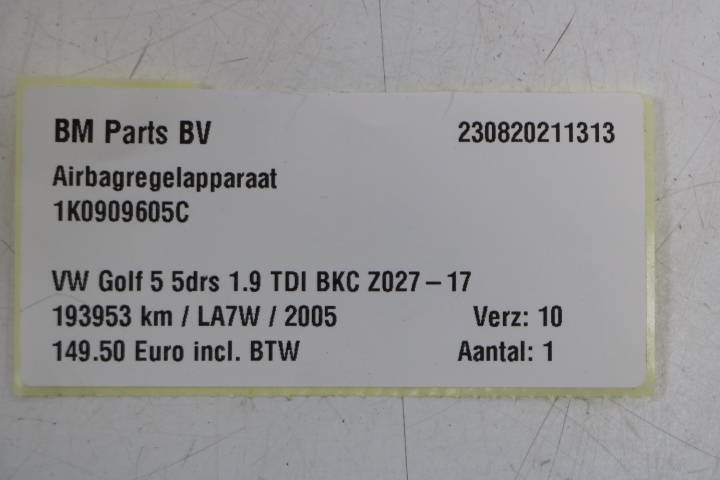 BM Parts BV 230820211313
Airbagregelapparaat
1K0909605C
VW Golf 5 5drs 1.9 TDI BKC Z027 – 17
193953 km / LA7W / 2005 Verz: 10
149.50 Euro incl. BTW Aantal: 1